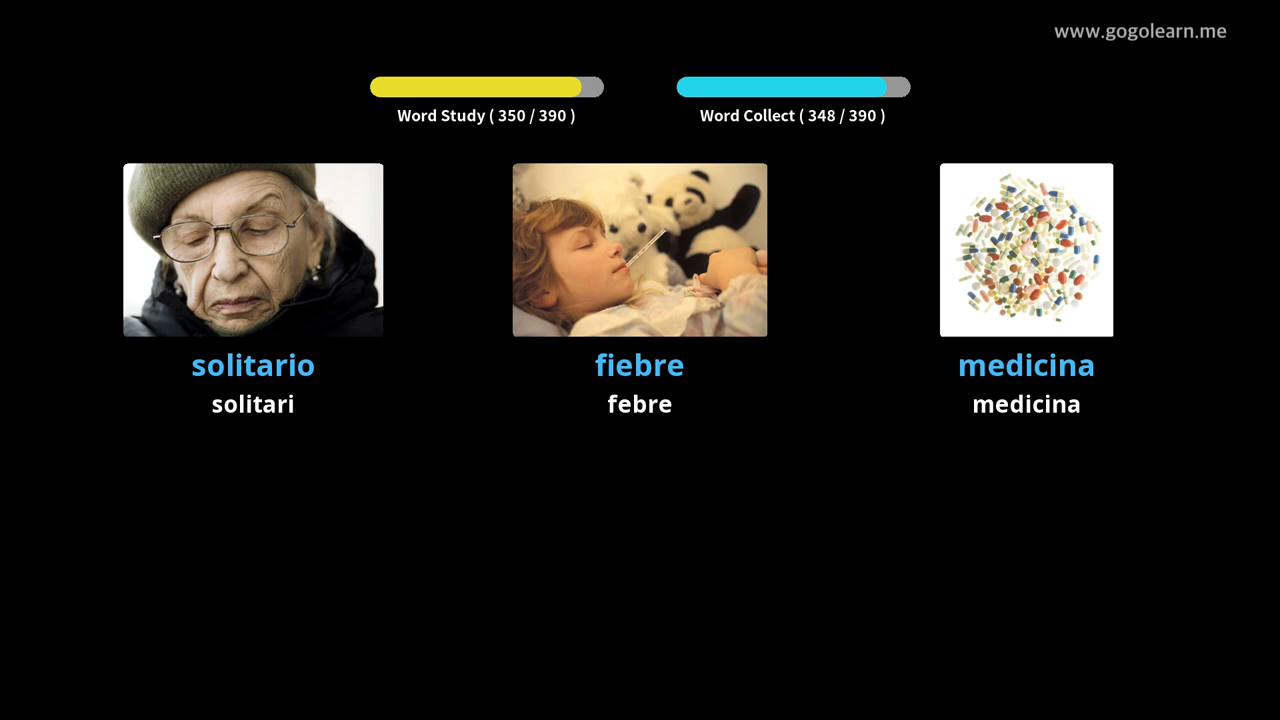 www.gogolearn.me
Word Study ( 350 / 390 )
Word Collect ( 348 / 390 )
solitario
solitari
fiebre
febre
medicina
medicina